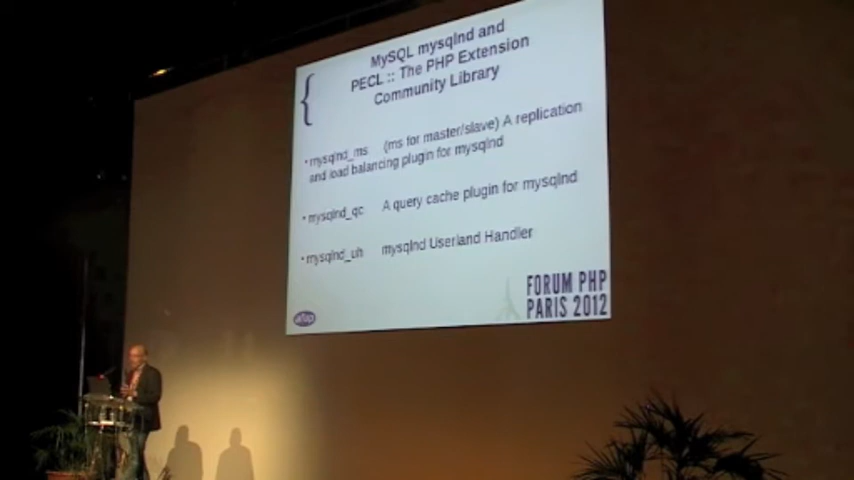 MySQL mysqlnd and
PECL :: The PHP Extension
Community Library
{
• mysqlnd_ms (ms for master/slave) A replication
and load balancing plugin for mysqlnd
• mysqlnd_qc A query cache plugin for mysqlnd
• mysqlnd_uh mysqlnd Userland Handler
FORUM PHP
PARIS 2012
afup